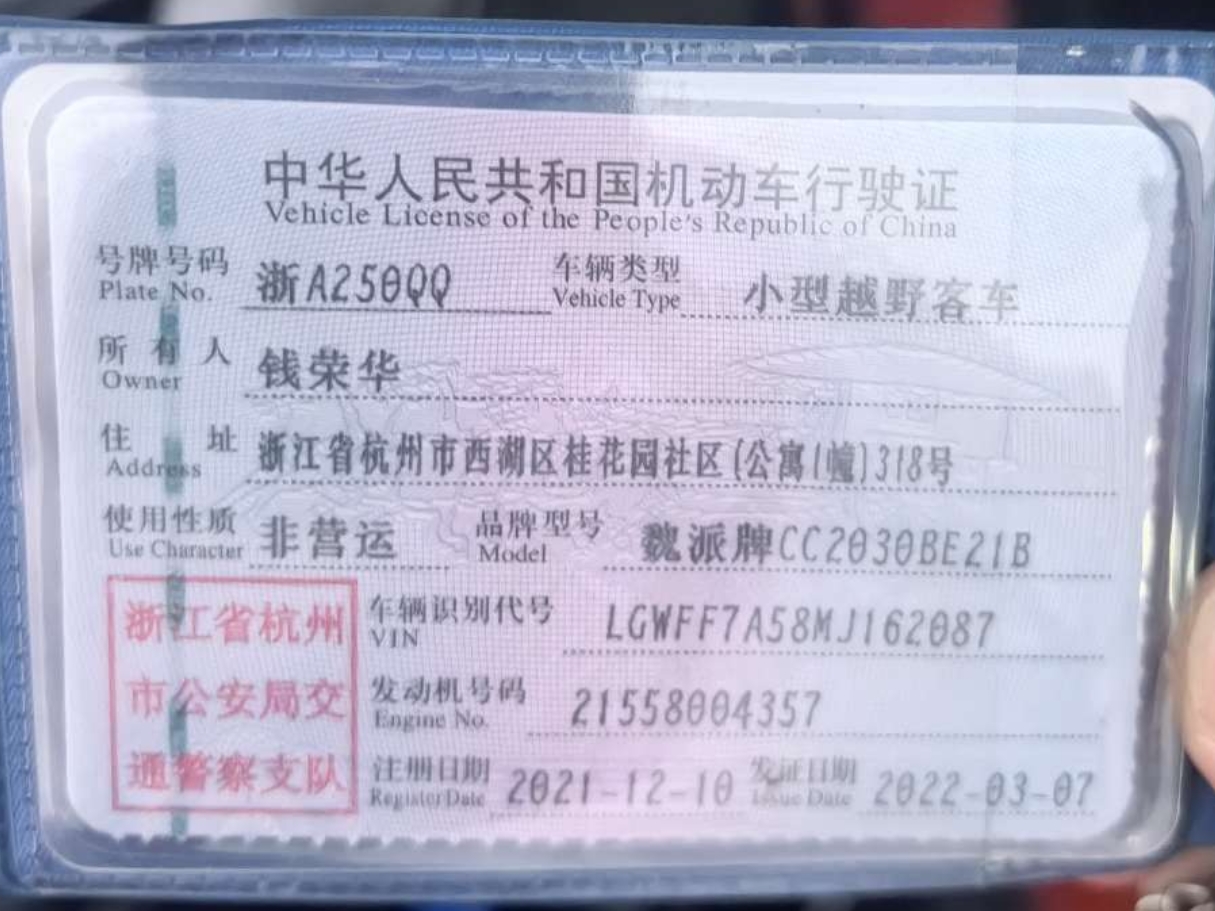 中华人民共和国机动车行驶证
Vehicle License of the People's Republic of China
号牌号码 浙A250QQ 车辆类型 小型越野客车
Plate No. Vehicle Type
所有人 钱荣华
Owner
住址 浙江省杭州市西湖区桂花园社区(公寓1幢)318号
Address
使用性质 非营运 品牌型号 魏派牌CC2030BE21B
Use Character Model
浙江省杭州 车辆识别代号 LGWFF7A58MJ162087
VIN
市公安局交 发动机号码 21558004357
Engine No.
通警察支队 注册日期 2021-12-10 发证日期 2022-03-07
Register Date Issue Date